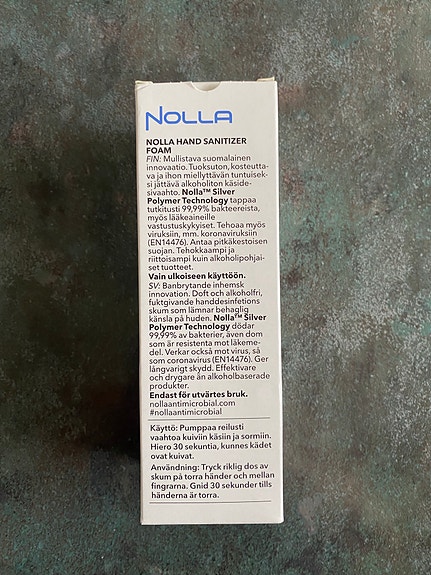 NOLLA
NOLLA HAND SANITIZER
FOAM
FIN: Mullistava suomalainen
innovaatio. Tuoksuton, kosteutta-
va ja ihon miellyttävän tuntuisek-
si jättävä alkoholiton käside-
sivaahto. Nolla™ Silver
Polymer Technology tappaa
tutkitusti 99,99% bakteereista,
myös lääkeaineille
vastustuskykyiset. Tehoaa myös
viruksiin, mm. koronaviruksiin
(EN14476). Antaa pitkäkestoisen
suojan. Tehokkaampi ja
riittoisampi kuin alkoholipohjai-
set tuotteet.
Vain ulkoiseen käyttöön.
SV: Banbrytande inhemsk
innovation. Doft och alkoholfri,
fuktgivande handdesinfetions
skum som lämnar behaglig
känsla på huden. Nolla™ Silver
Polymer Technology dödar
99,99% av bakterier, även dom
som är resistenta mot läkeme-
del. Verkar också mot virus, så
som coronavirus (EN14476). Ger
långvarigt skydd. Effektivare
och drygare än alkoholbaserade
produkter.
Endast för utvärtes bruk.
nollaantimicrobial.com
#nollaantimicrobial
Käyttö: Pumppaa reilusti
vaahtoa kuiviin käsiin ja sormiin.
Hiero 30 sekuntia, kunnes kädet
ovat kuivat.
Användning: Tryck riklig dos av
skum på torra händer och mellan
fingrarna. Gnid 30 sekunder tills
händerna är torra.